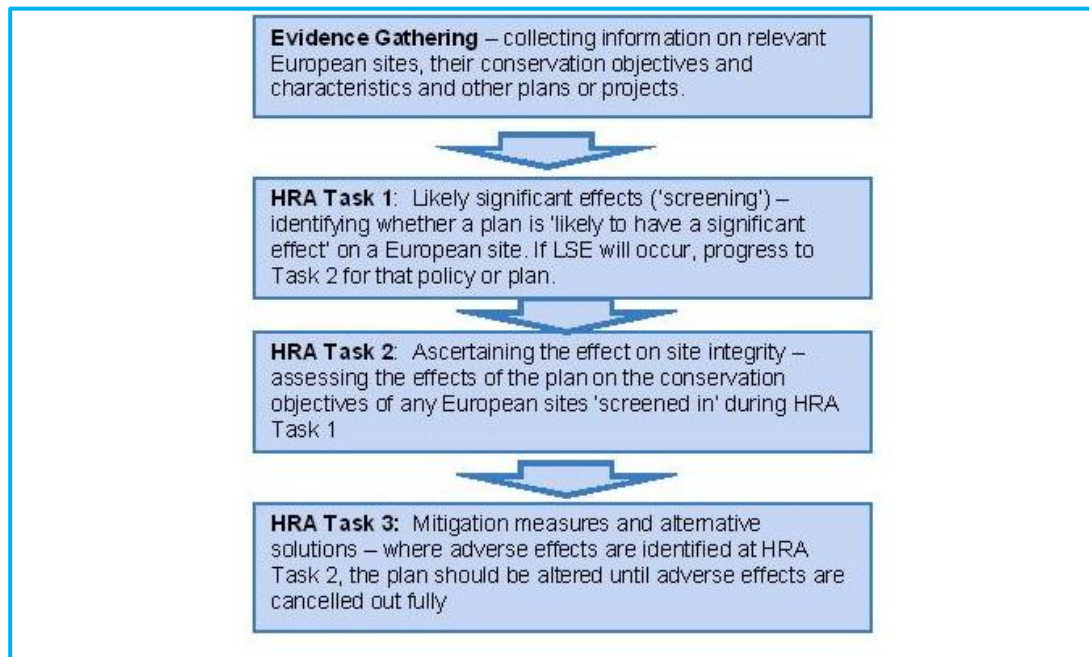 Evidence Gathering – collecting information on relevant
European sites, their conservation objectives and
characteristics and other plans or projects.
HRA Task 1:  Likely significant effects ('screening') –
identifying whether a plan is 'likely to have a significant
effect' on a European site. If LSE will occur, progress to
Task 2 for that policy or plan.
HRA Task 2:  Ascertaining the effect on site integrity –
assessing the effects of the plan on the conservation
objectives of any European sites 'screened in' during HRA
Task 1
HRA Task 3:  Mitigation measures and alternative
solutions – where adverse effects are identified at HRA
Task 2, the plan should be altered until adverse effects are
cancelled out fully